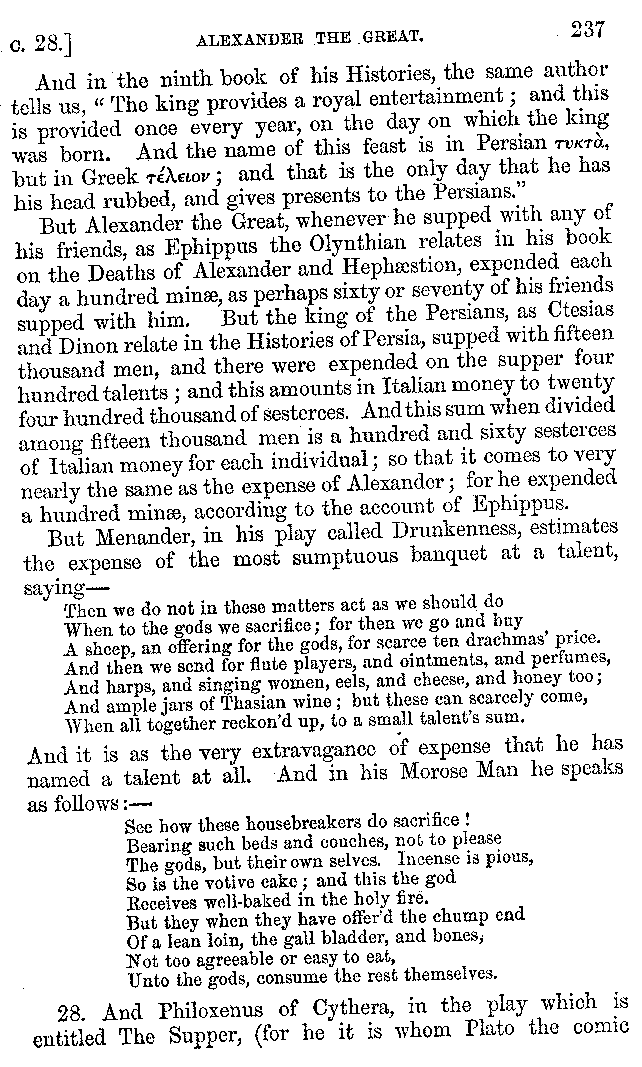 C. 28.] ALEXANDER THE GREAT. 237
And in the ninth book of his Histories, the same author
tells us, “ The king provides a royal entertainment ; and this
is provided once every year, on the day on which the king
was born. And the name of this feast is in Persian τυκτὰ,
but in Greek τέλειον ; and that is the only day that he has
his head rubbed, and gives presents to the Persians.”
But Alexander the Great, whenever he supped with any of
his friends, as Ephippus the Olynthian relates in his book
on the Deaths of Alexander and Hephæstion, expended each
day a hundred minæ, as perhaps sixty or seventy of his friends
supped with him. But the king of the Persians, as Ctesias
and Dinon relate in the Histories of Persia, supped with fifteen
thousand men, and there were expended on the supper four
hundred talents ; and this amounts in Italian money to twenty
four hundred thousand of sesterces. And this sum when divided
among fifteen thousand men is a hundred and sixty sesterces
of Italian money for each individual ; so that it comes to very
nearly the same as the expense of Alexander ; for he expended
a hundred minæ, according to the account of Ephippus.
But Menander, in his play called Drunkenness, estimates
the expense of the most sumptuous banquet at a talent,
saying—
Then we do not in these matters act as we should do
When to the gods we sacrifice ; for then we go and buy
A sheep, an offering for the gods, for scarce ten drachmas' price.
And then we send for flute players, and ointments, and perfumes,
And harps, and singing women, eels, and cheese, and honey too ;
And ample jars of Thasian wine ; but these can scarcely come,
When all together reckon'd up, to a small talent's sum.
And it is as the very extravagance of expense that he has
named a talent at all. And in his Morose Man he speaks
as follows :—
See how these housebreakers do sacrifice !
Bearing such beds and couches, not to please
The gods, but their own selves. Incense is pious,
So is the votive cake ; and this the god
Receives well-baked in the holy fire.
But they when they have offer'd the chump end
Of a lean loin, the gall bladder, and bones,
Not too agreeable or easy to eat,
Unto the gods, consume the rest themselves.
28. And Philoxenus of Cythera, in the play which is
entitled The Supper, (for he it is whom Plato the comic